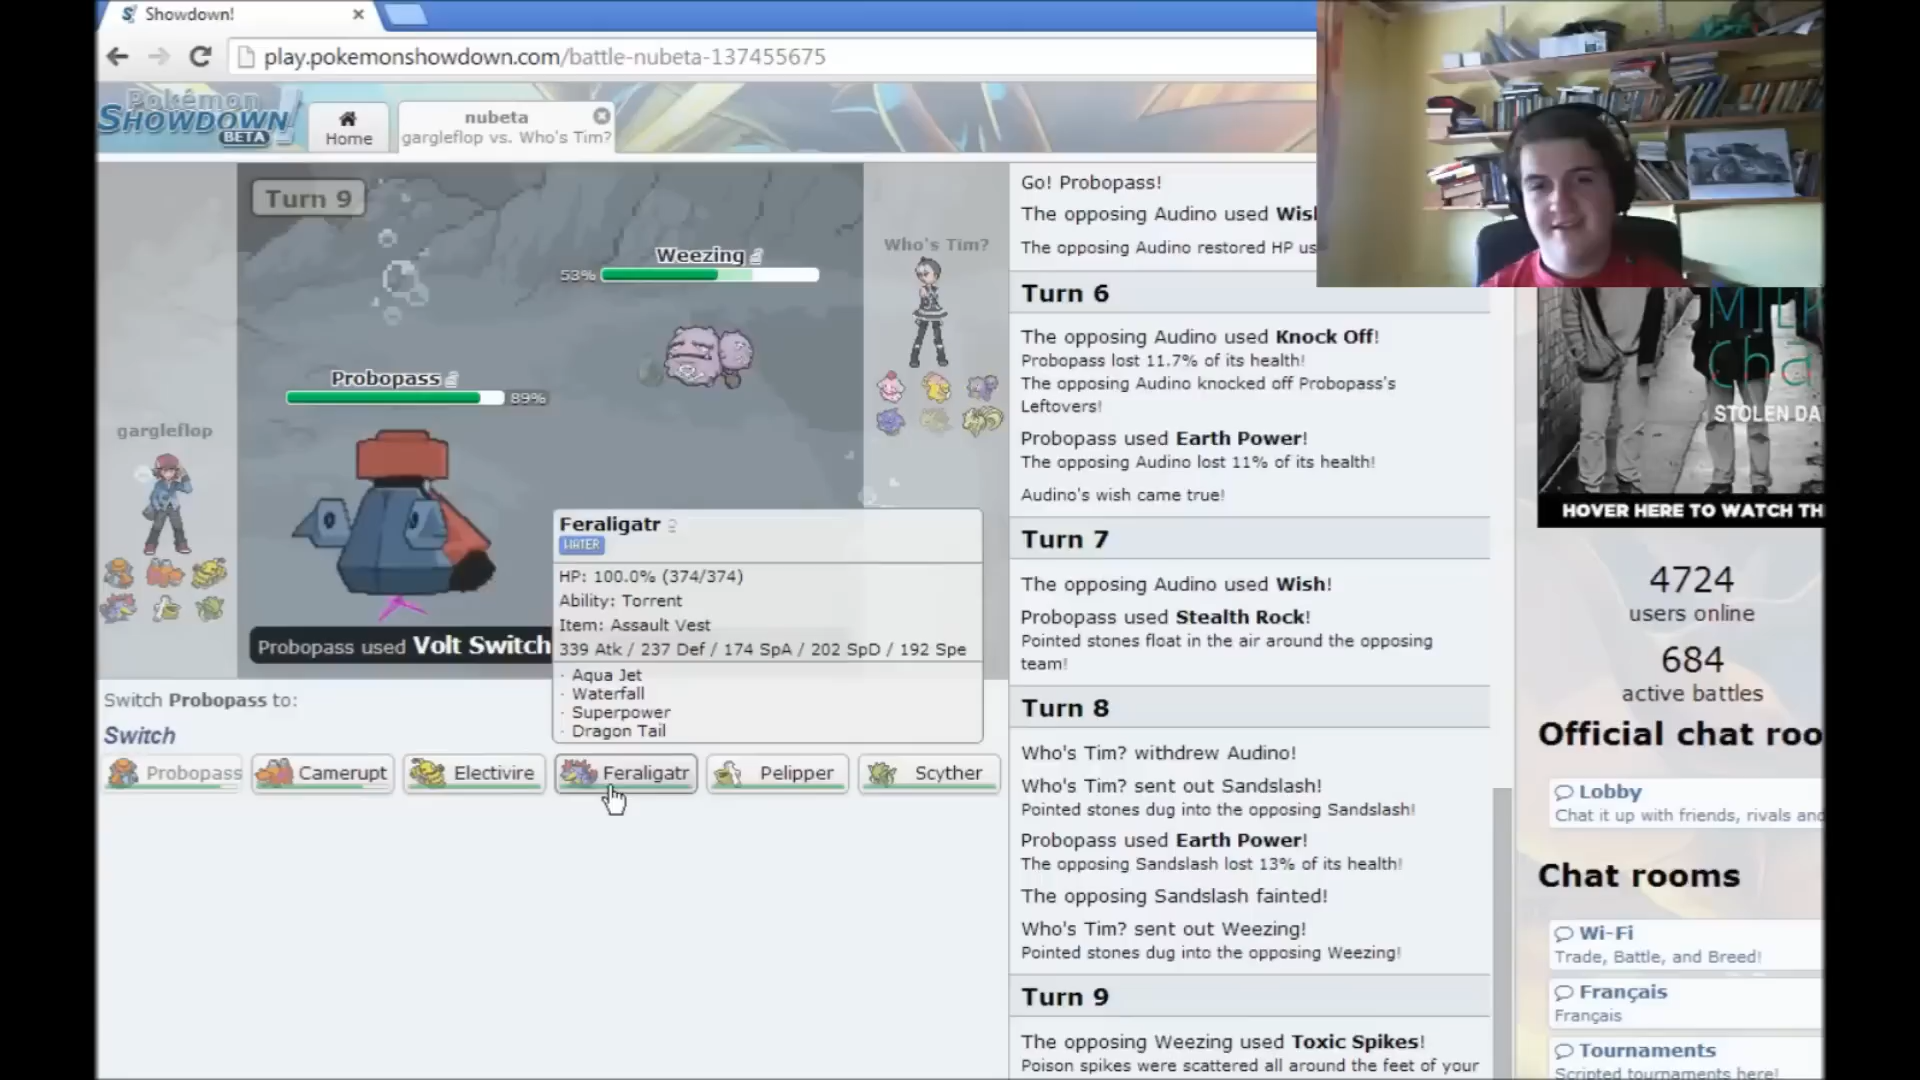 Showdown!
play.pokemonshowdown.com/battle-nubeta-137455675
Pokémon
SHOWDOWN!
BETA
Home
nubeta
gargleflop vs. Who's Tim?
Turn 9
Weezing
53%
Probopass
89%
gargleflop
Who's Tim?
Probopass used Volt Switch
Feraligatr
WATER
HP: 100.0% (374/374)
Ability: Torrent
Item: Assault Vest
339 Atk / 237 Def / 174 SpA / 202 SpD / 192 Spe
· Aqua Jet
· Waterfall
· Superpower
· Dragon Tail
Switch Probopass to:
Switch
Probopass
Camerupt
Electivire
Feraligatr
Pelipper
Scyther
Go! Probopass!
The opposing Audino used Wis
The opposing Audino restored HP us
Turn 6
The opposing Audino used Knock Off!
Probopass lost 11.7% of its health!
The opposing Audino knocked off Probopass's
Leftovers!
Probopass used Earth Power!
The opposing Audino lost 11% of its health!
Audino's wish came true!
Turn 7
The opposing Audino used Wish!
Probopass used Stealth Rock!
Pointed stones float in the air around the opposing
team!
Turn 8
Who's Tim? withdrew Audino!
Who's Tim? sent out Sandslash!
Pointed stones dug into the opposing Sandslash!
Probopass used Earth Power!
The opposing Sandslash lost 13% of its health!
The opposing Sandslash fainted!
Who's Tim? sent out Weezing!
Pointed stones dug into the opposing Weezing!
Turn 9
The opposing Weezing used Toxic Spikes!
Poison spikes were scattered all around the feet of your
MILK
Cha
STOLEN DA
HOVER HERE TO WATCH TH
4724
users online
684
active battles
Official chat roo
Lobby
Chat it up with friends, rivals and
Chat rooms
Wi-Fi
Trade, Battle, and Breed!
Français
Français
Tournaments
Scripted tournaments here!